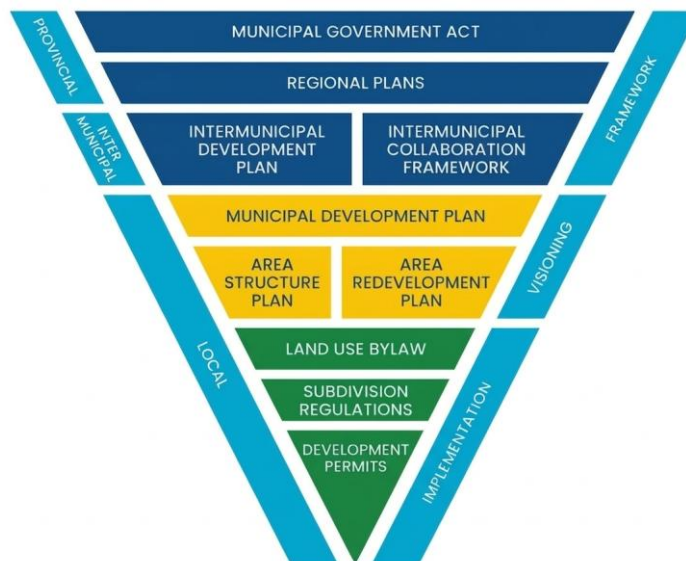 PROVINCIAL
MUNICIPAL GOVERNMENT ACT
REGIONAL PLANS
FRAMEWORK
INTER
MUNICIPAL
INTERMUNICIPAL
DEVELOPMENT
PLAN
INTERMUNICIPAL
COLLABORATION
FRAMEWORK
MUNICIPAL DEVELOPMENT PLAN
VISIONING
AREA
STRUCTURE
PLAN
AREA
REDEVELOPMENT
PLAN
LOCAL
LAND USE BYLAW
SUBDIVISION
REGULATIONS
DEVELOPMENT
PERMITS
IMPLEMENTATION